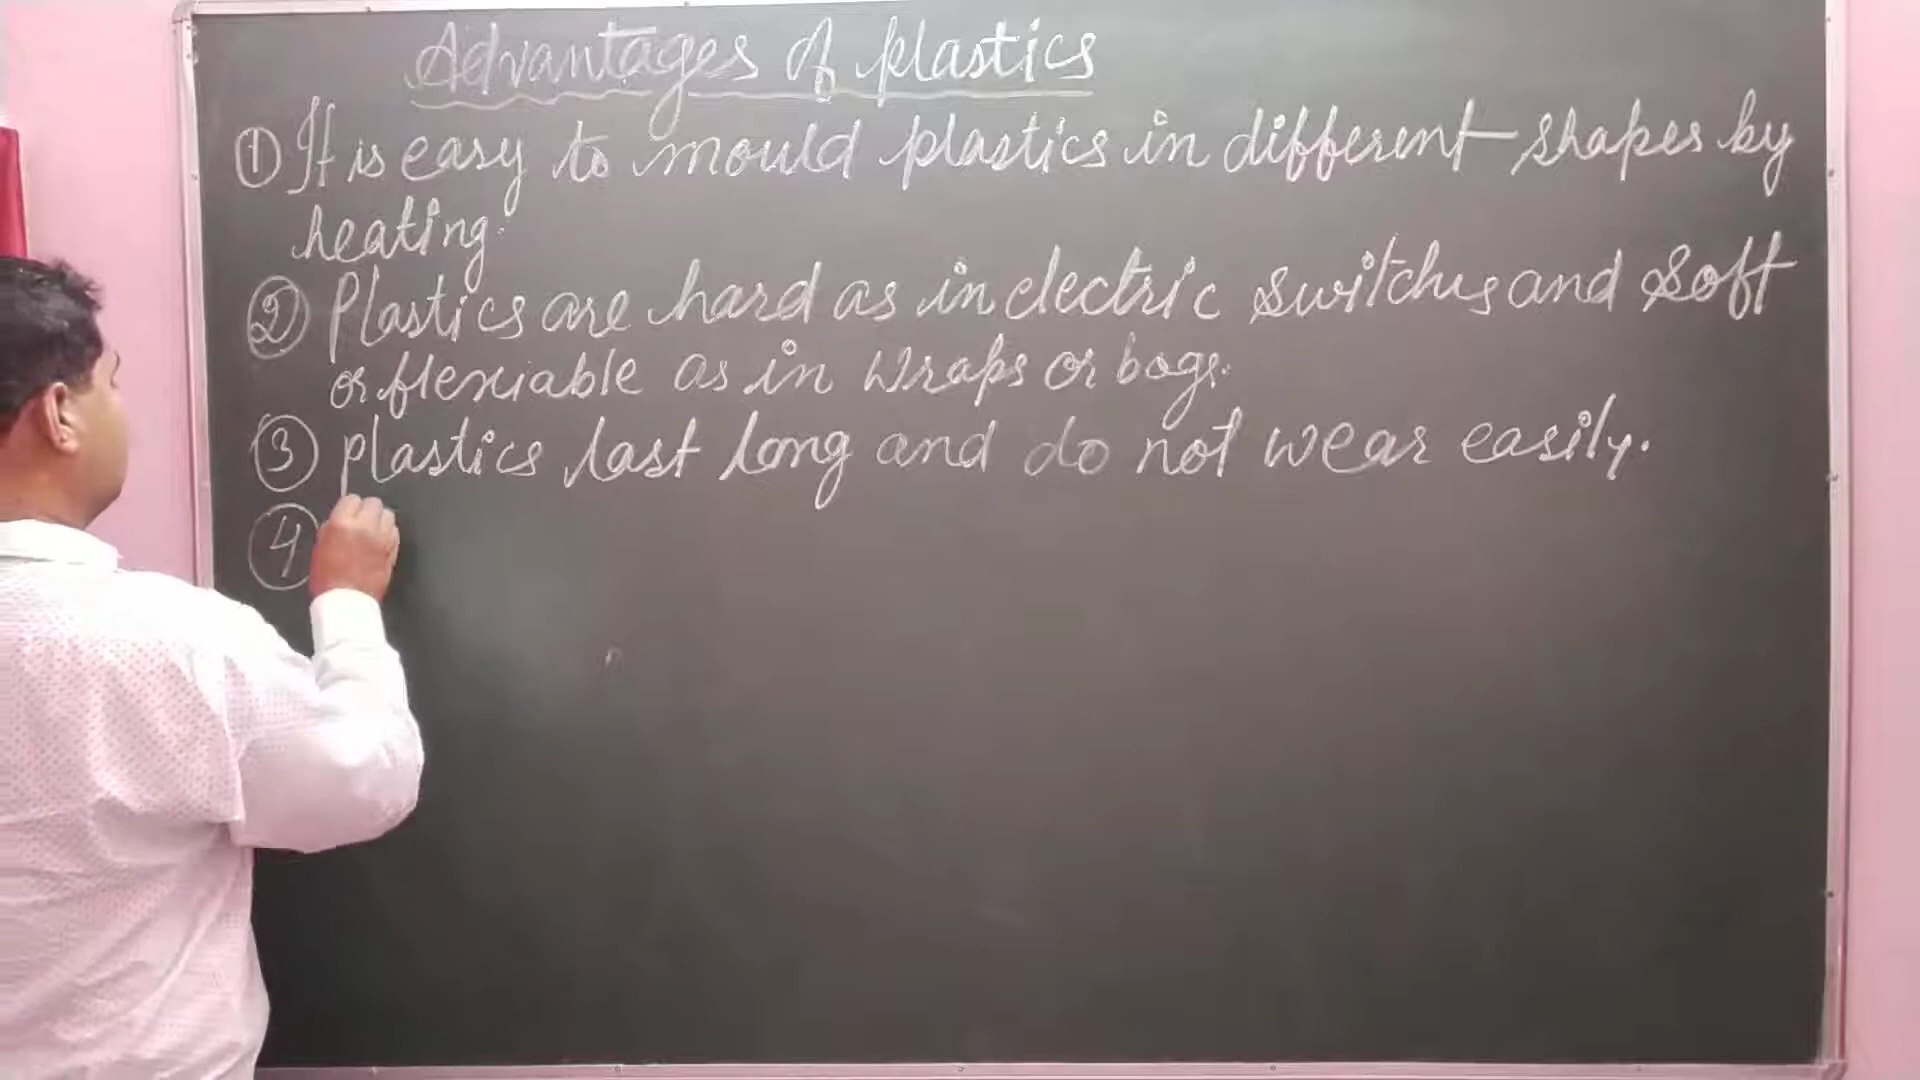 Advantages of plastics
① It is easy to mould plastics in different shapes by
heating.
② Plastics are hard as in electric switches and soft
or flexiable as in wraps or bags.
③ plastics last long and do not wear easily.
④